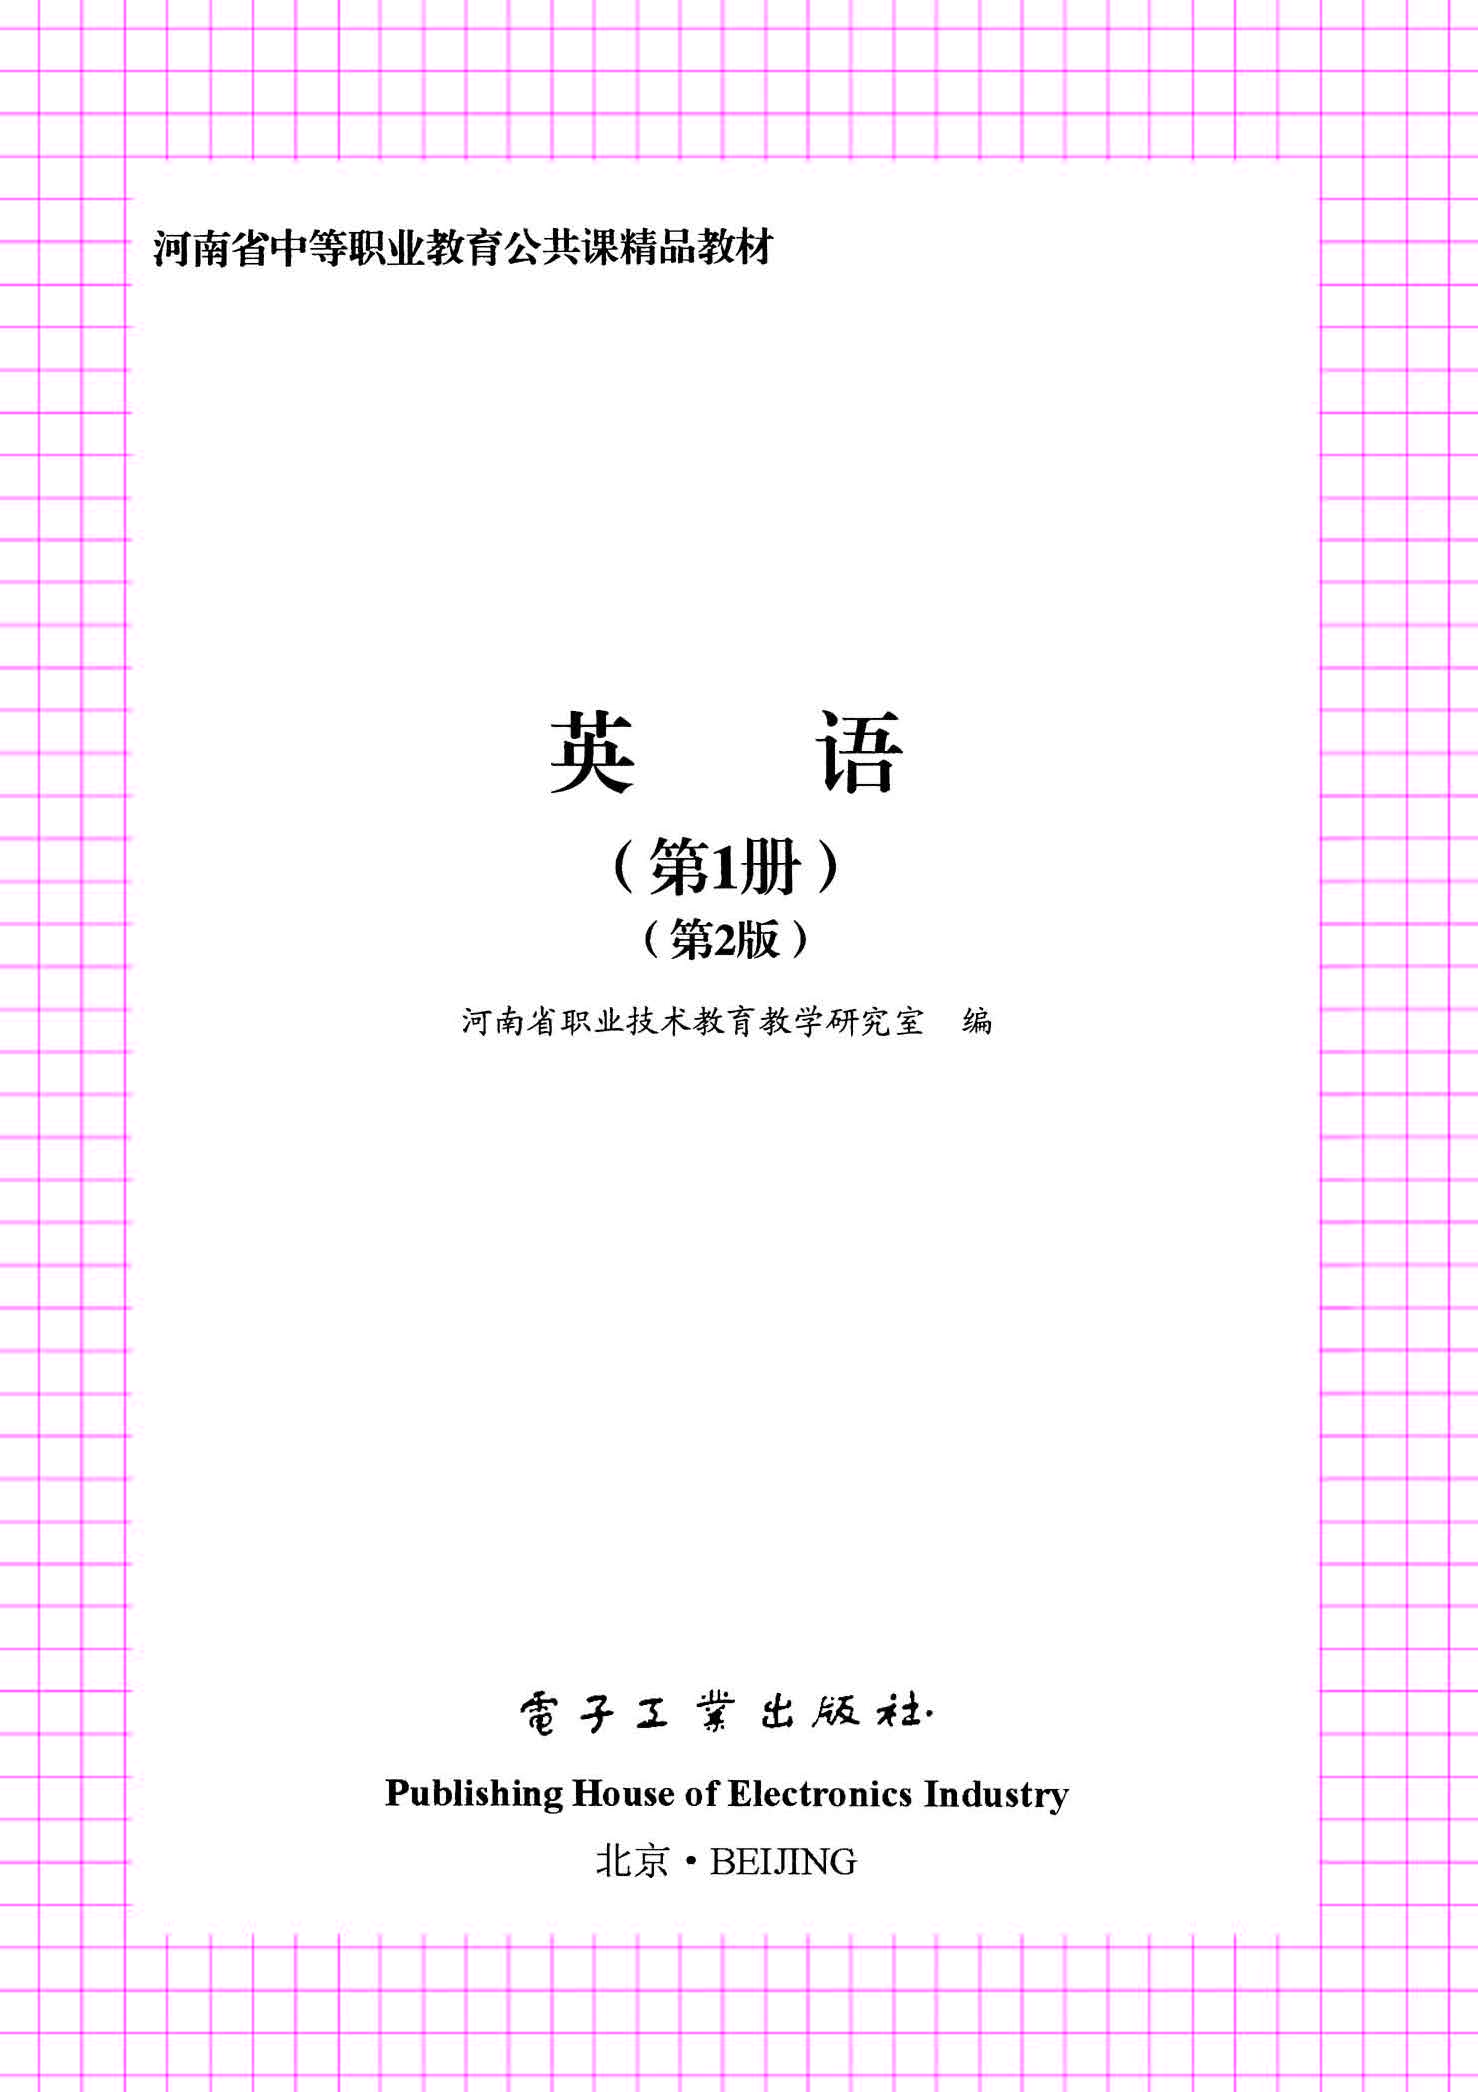 河南省中等职业教育公共课精品教材
英 语
（第1册）
（第2版）
河南省职业技术教育教学研究室 编
電子工業出版社·
Publishing House of Electronics Industry
北京·BEIJING